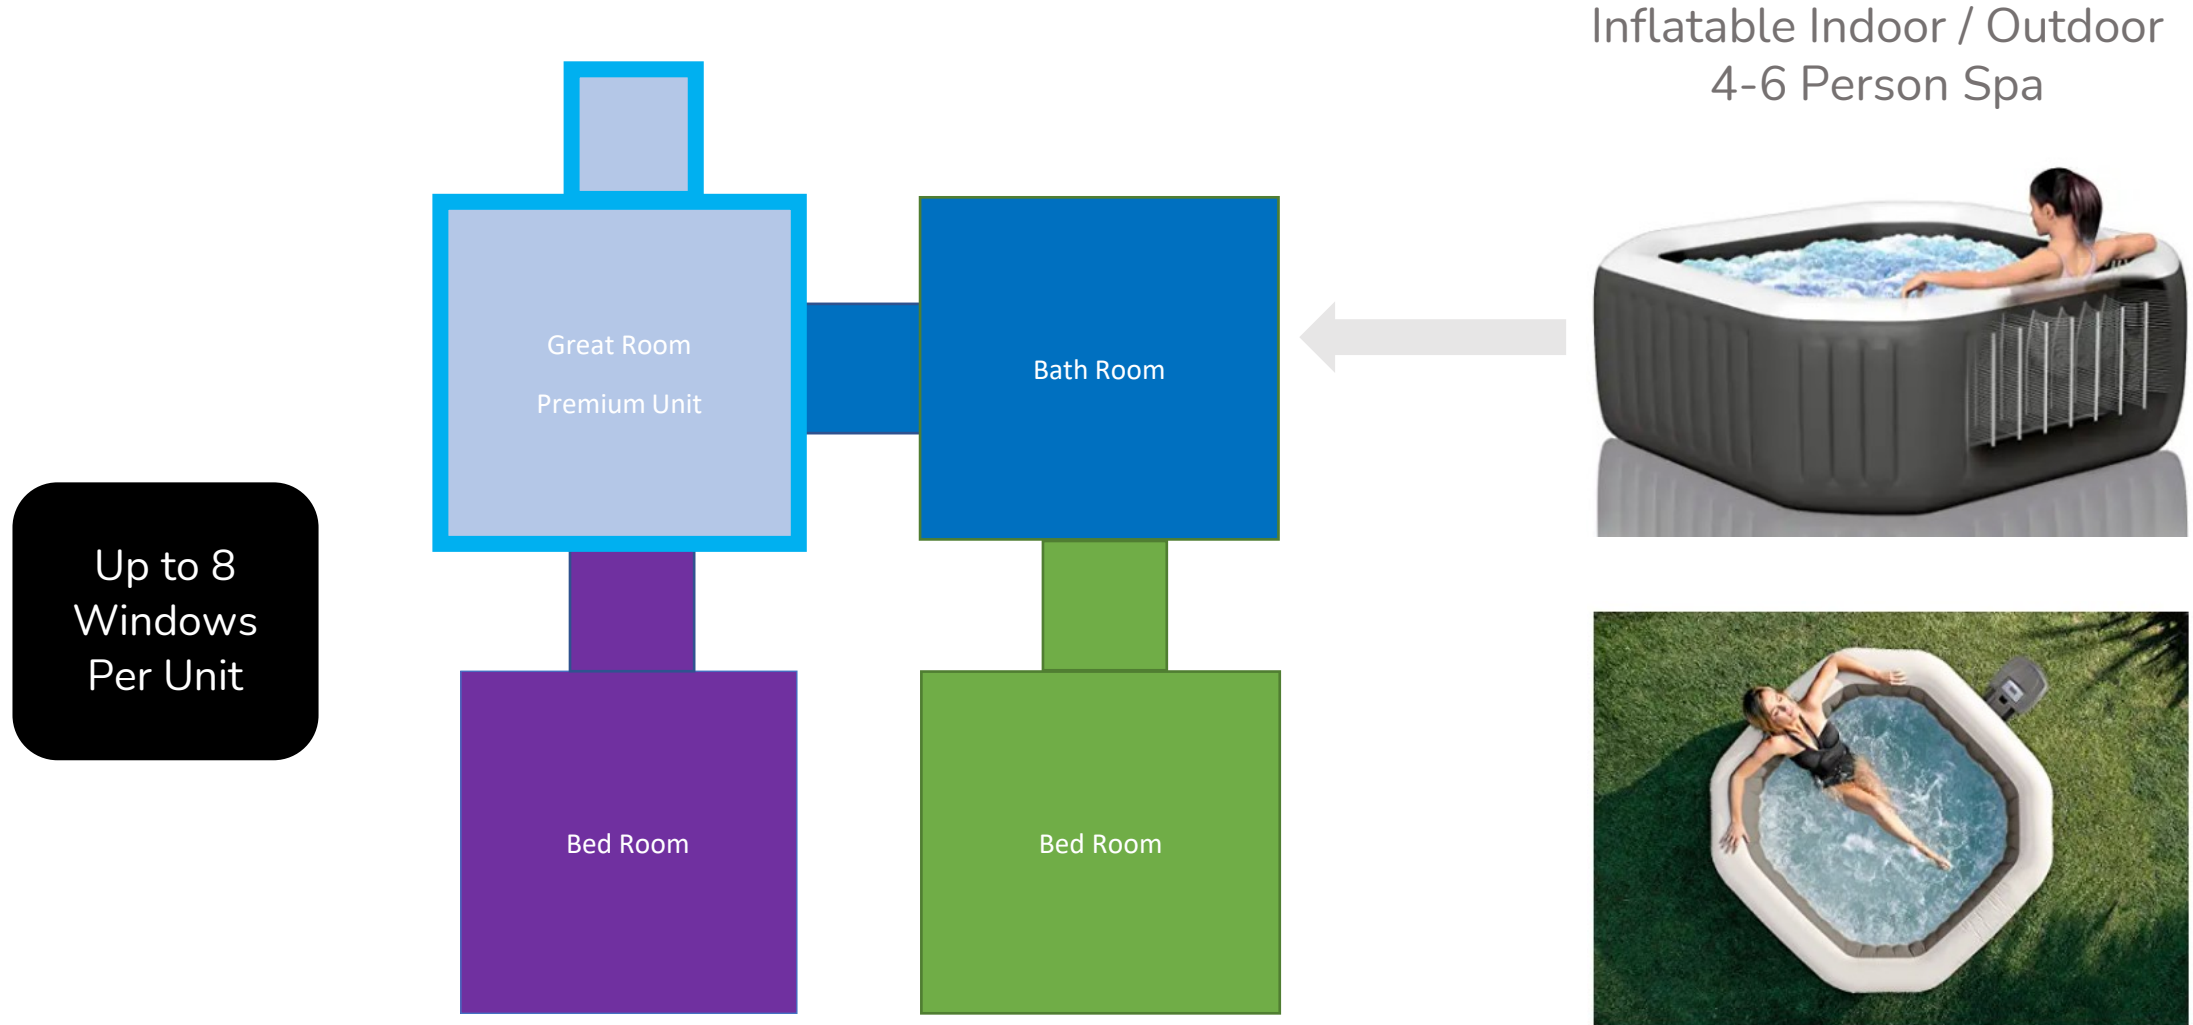 Inflatable Indoor / Outdoor
4-6 Person Spa
Great Room
Premium Unit
Bath Room
Up to 8
Windows
Per Unit
Bed Room
Bed Room